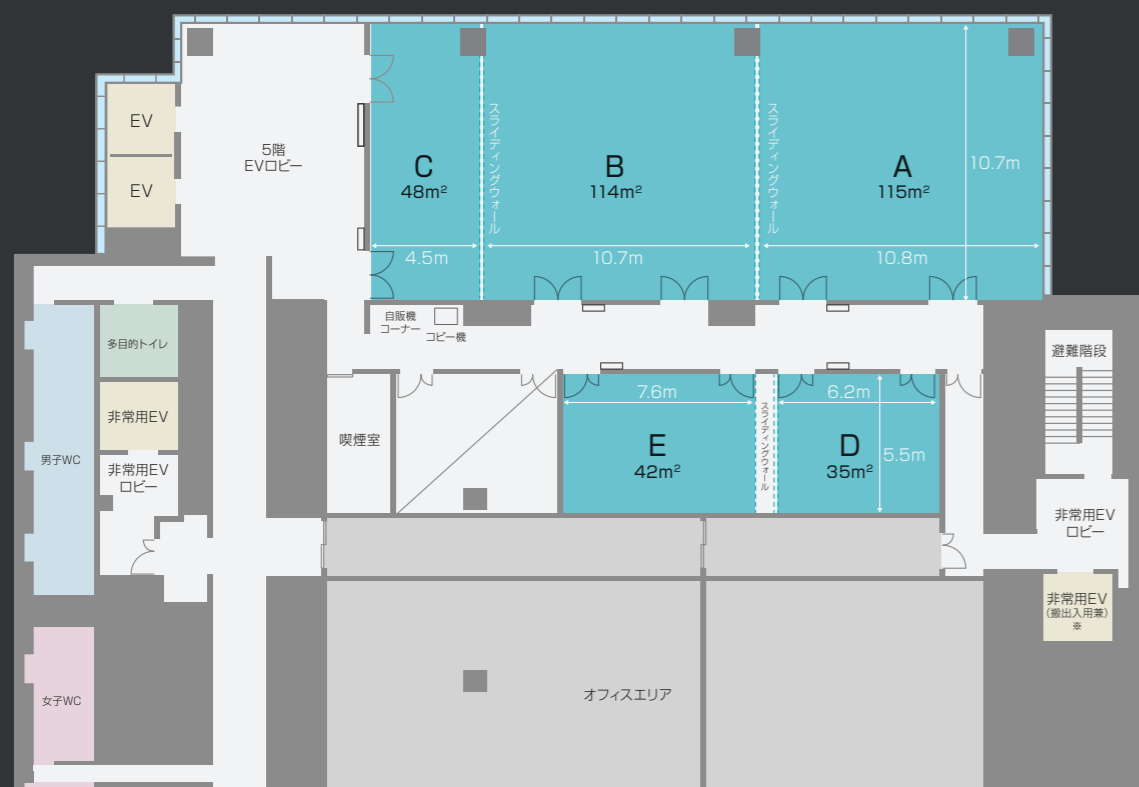 EV
EV
5階
EVロビー
C
48m²
4.5m
スライディングウォール
B
114m²
10.7m
スライディングウォール
A
115m²
10.8m
10.7m
自販機
コーナー
コピー機
多目的トイレ
非常用EV
非常用EV
ロビー
男子WC
女子WC
喫煙室
7.6m
E
42m²
スライディングウォール
6.2m
D
35m²
5.5m
避難階段
非常用EV
ロビー
非常用EV
(搬出入用兼)
※
オフィスエリア